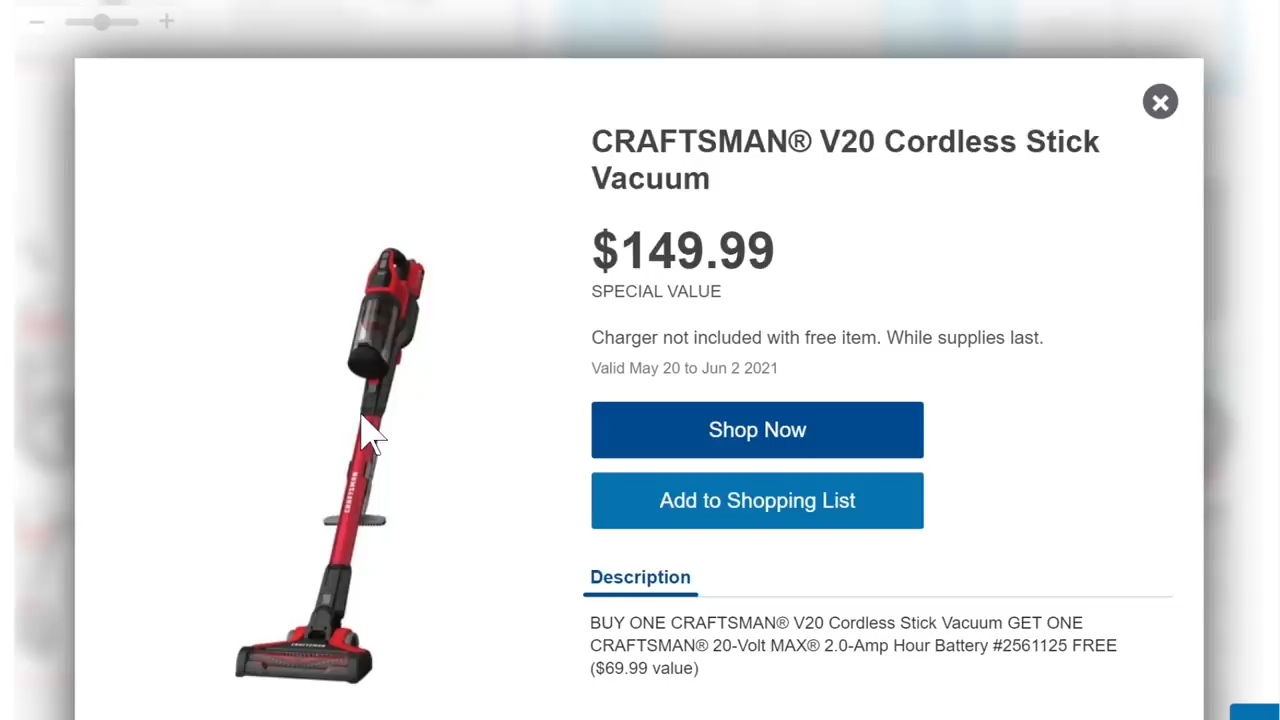 CRAFTSMAN® V20 Cordless Stick
Vacuum
$149.99
SPECIAL VALUE
Charger not included with free item. While supplies last.
Valid May 20 to Jun 2 2021
Shop Now
Add to Shopping List
Description
BUY ONE CRAFTSMAN® V20 Cordless Stick Vacuum GET ONE
CRAFTSMAN® 20-Volt MAX® 2.0-Amp Hour Battery #2561125 FREE
($69.99 value)
CRAFTSMAN
CRAFTSMAN